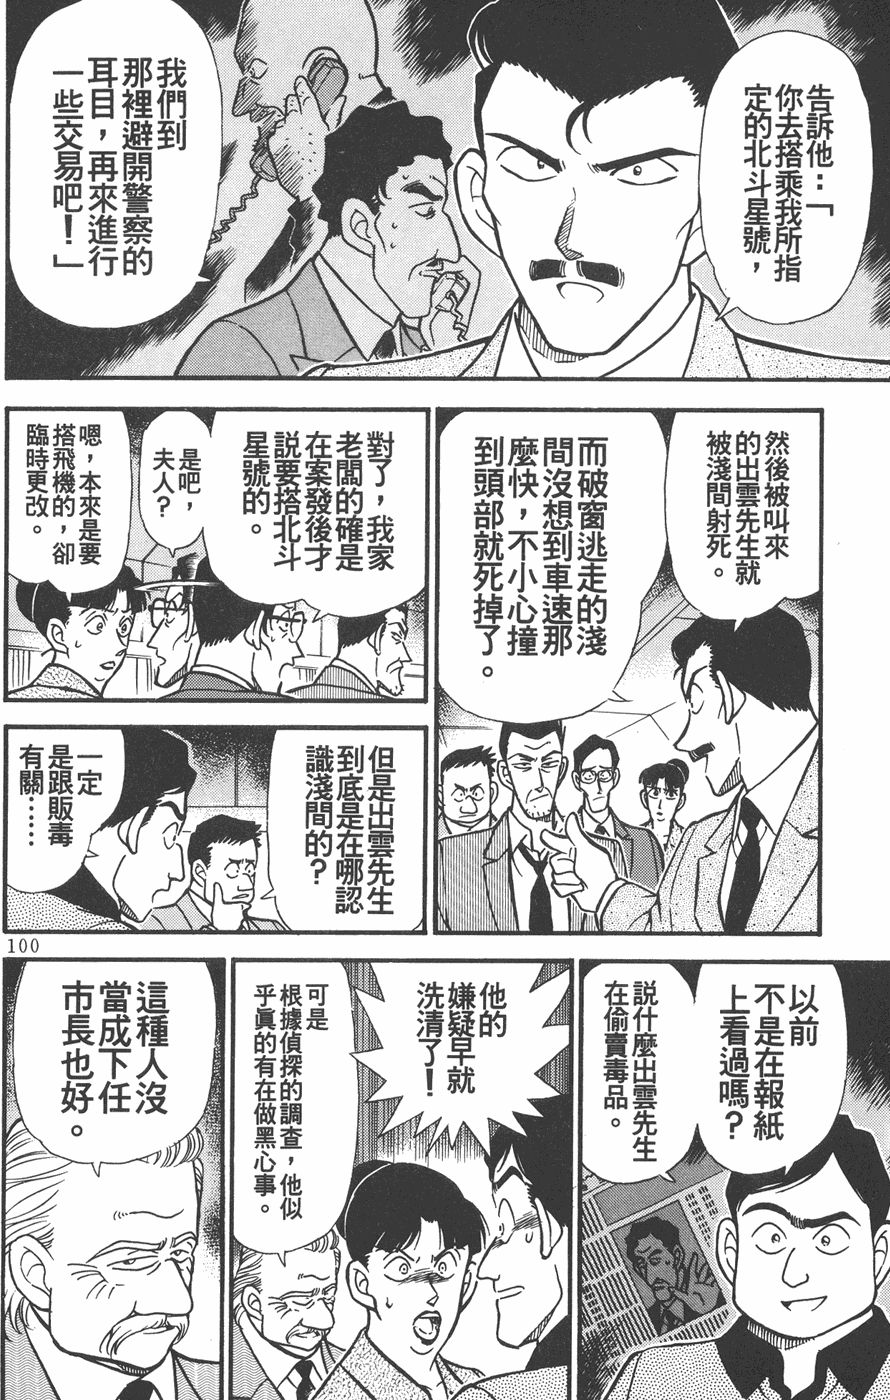 告訴他：「
你去搭乘我所指
定的北斗星號，
我們到
那裡避開警察的
耳目，再來進行
一些交易吧！」
然後被叫來
的出雲先生就
被淺間射死。
而破窗逃走的淺
間沒想到車速那
麼快，不小心撞
到頭部就死掉了。
對了，我家
老闆的確是
在案發後才
説要搭北斗
星號的。
是吧，
夫人？
嗯，本來是要
搭飛機的，卻
臨時更改。
但是出雲先生
到底是在哪認
識淺間的？
一定
是跟販毒
有關……
100
以前
不是在報紙
上看過嗎？
説什麼出雲先生
在偷賣毒品。
他的
嫌疑早就
洗清了！
可是
根據偵探的調查，他似
乎眞的有在做黑心事。
這種人沒
當成下任
市長也好。